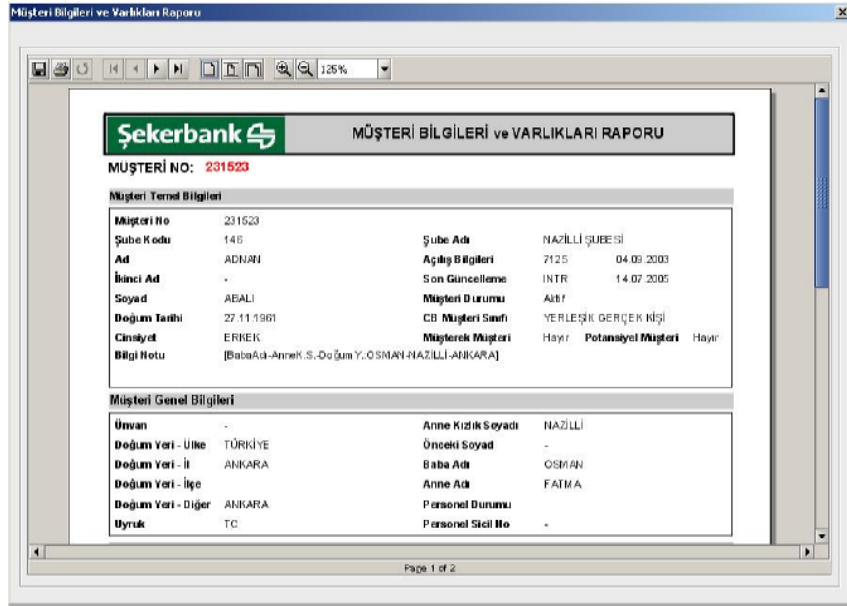 Müşteri Bilgileri ve Varlıkları Raporu
125%
Şekerbank MÜŞTERİ BİLGİLERİ ve VARLIKLARI RAPORU
MÜŞTERİ NO: 231523
Müşteri Temel Bilgileri
Müşteri No 231523
Şube Kodu 146 Şube Adı NAZİLLİ ŞUBESİ
Ad ADNAN Açılış Bilgileri 7125 04.09.2003
İkinci Ad - Son Güncelleme INTR 14.07.2005
Soyad ABALI Müşteri Durumu Aktif
Doğum Tarihi 27.11.1961 CB Müşteri Sınıfı YERLEŞİK GERÇEK KİŞİ
Cinsiyet ERKEK Müşterek Müşteri Hayır Potansiyel Müşteri Hayır
Bilgi Notu [BabaAdı-AnneK.S.-Doğum Y.:OSMAN-NAZİLLİ-ANKARA]
Müşteri Genel Bilgileri
Ünvan - Anne Kızlık Soyadı NAZİLLİ
Doğum Yeri - Ülke TÜRKİYE Önceki Soyad -
Doğum Yeri - İl ANKARA Baba Adı OSMAN
Doğum Yeri - İlçe Anne Adı FATMA
Doğum Yeri - Diğer ANKARA Personel Durumu
Uyruk TC Personel Sicil No -
Page 1 of 2